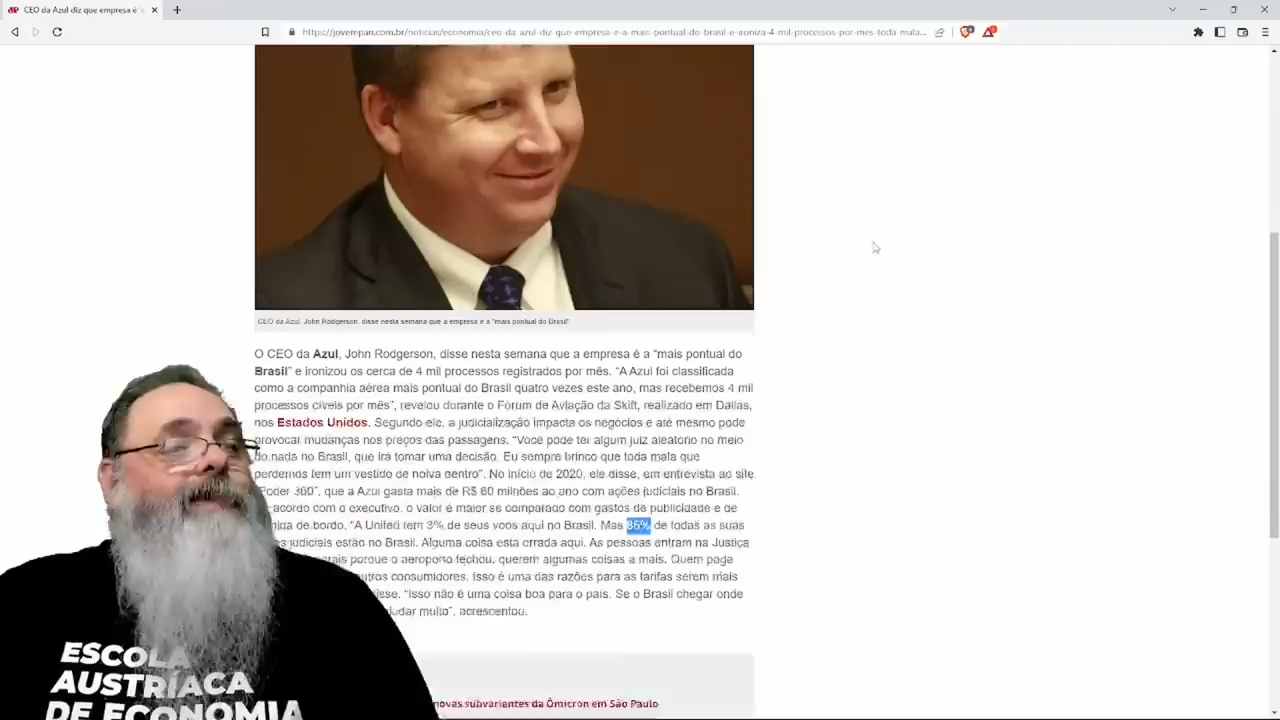 CEO da Azul diz que empresa é 'a
https://jovempan.com.br/noticias/economia/ceo-da-azul-diz-que-empresa-e-a-mais-pontual-do-brasil-e-ironiza-4-mil-processos-por-mes-toda-mala...
CEO da Azul, John Rodgerson, disse nesta semana que a empresa é a "mais pontual do Brasil"
O CEO da Azul, John Rodgerson, disse nesta semana que a empresa é a “mais pontual do
Brasil” e ironizou os cerca de 4 mil processos registrados por mês. “A Azul foi classificada
como a companhia aérea mais pontual do Brasil quatro vezes este ano, mas recebemos 4 mil
processos cíveis por mês”, revelou durante o Fórum de Aviação da Skift, realizado em Dallas,
nos Estados Unidos. Segundo ele, a judicialização impacta os negócios e até mesmo pode
provocar mudanças nos preços das passagens. “Você pode ter algum juiz aleatório no meio
do nada no Brasil, que irá tomar uma decisão. Eu sempre brinco que toda mala que
perdemos tem um vestido de noiva dentro”. No início de 2020, ele disse, em entrevista ao site
Poder 360”, que a Azul gasta mais de R$ 60 milhões ao ano com ações judiciais no Brasil.
acordo com o executivo, o valor é maior se comparado com gastos de publicidade e de
de bordo. “A United tem 3% de seus voos aqui no Brasil. Mas 85% de todas as suas
judiciais estão no Brasil. Alguma coisa está errada aqui. As pessoas entram na Justiça
porque o aeroporto fechou, querem algumas coisas a mais. Quem pode
outros consumidores. Isso é uma das razões para as tarifas serem mais
disse. “Isso não é uma coisa boa para o país. Se o Brasil chegar onde
muito”, acrescentou.
novas subvariantes da Ômicron em São Paulo
ESCOLA
AUSTRÍACA
DE ECONOMIA